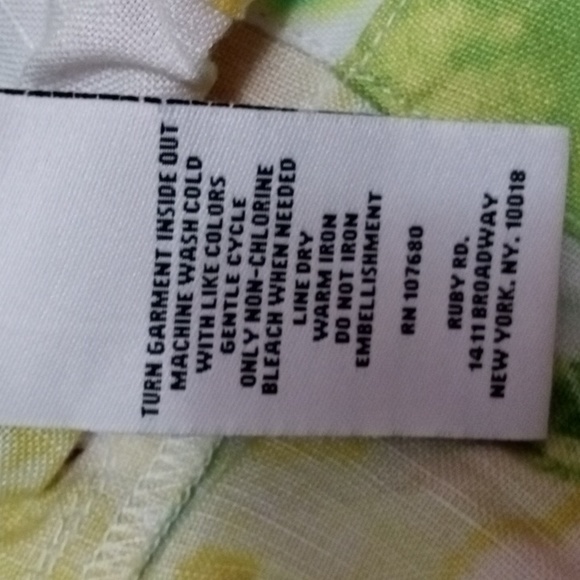 TURN GARMENT INSIDE OUT
MACHINE WASH COLD
WITH LIKE COLORS
GENTLE CYCLE
ONLY NON-CHLORINE
BLEACH WHEN NEEDED
LINE DRY
WARM IRON
DO NOT IRON
EMBELLISHMENT
RN 107680
RUBY RD.
1411 BROADWAY
NEW YORK, NY. 10018